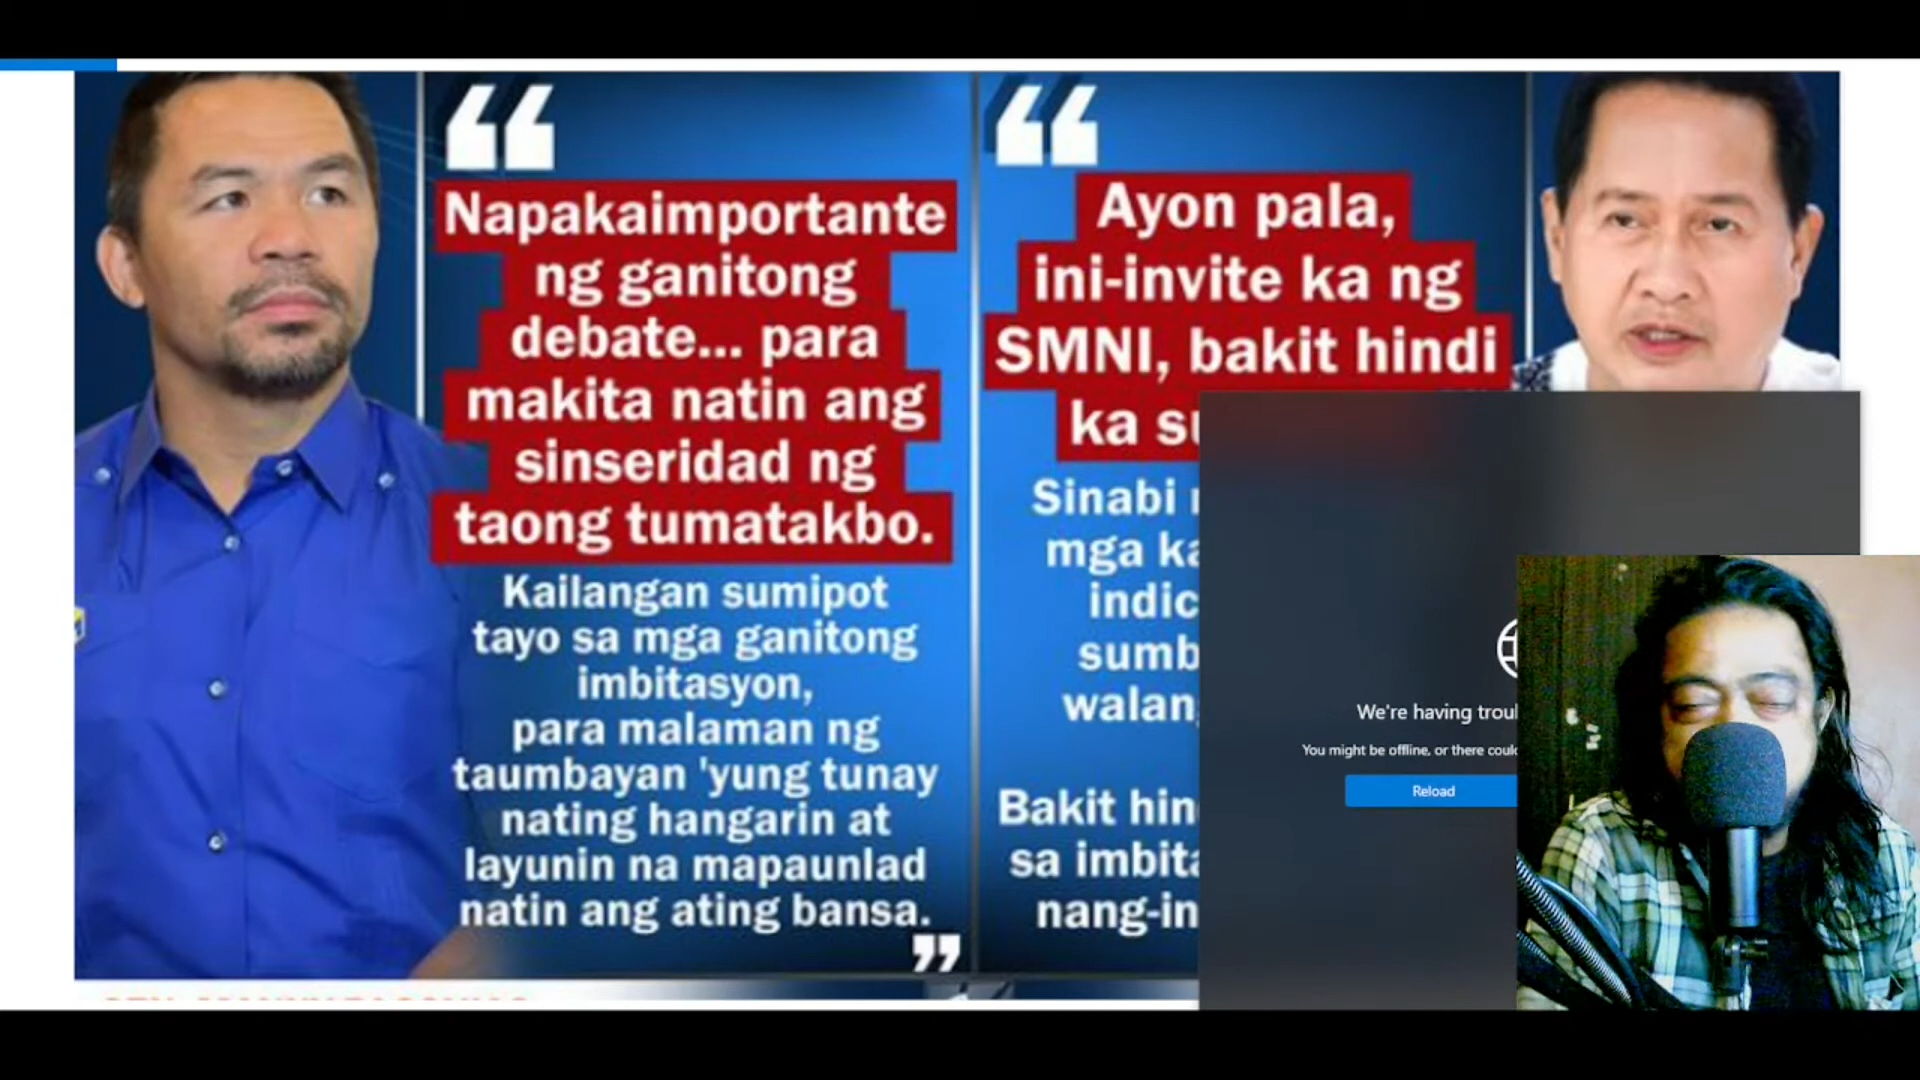 “
Napakaimportante
ng ganitong
debate... para
makita natin ang
sinseridad ng
taong tumatakbo.
Kailangan sumipot
tayo sa mga ganitong
imbitasyon,
para malaman ng
taumbayan 'yung tunay
nating hangarin at
layunin na mapaunlad
natin ang ating bansa.
”
“
Ayon pala,
ini-invite ka ng
SMNI, bakit hindi
ka
Sinabi
mga
indic
sumb
walan
Bakit hin
sa imbita
nang-in
We're having
You might be offline, or there
Reload